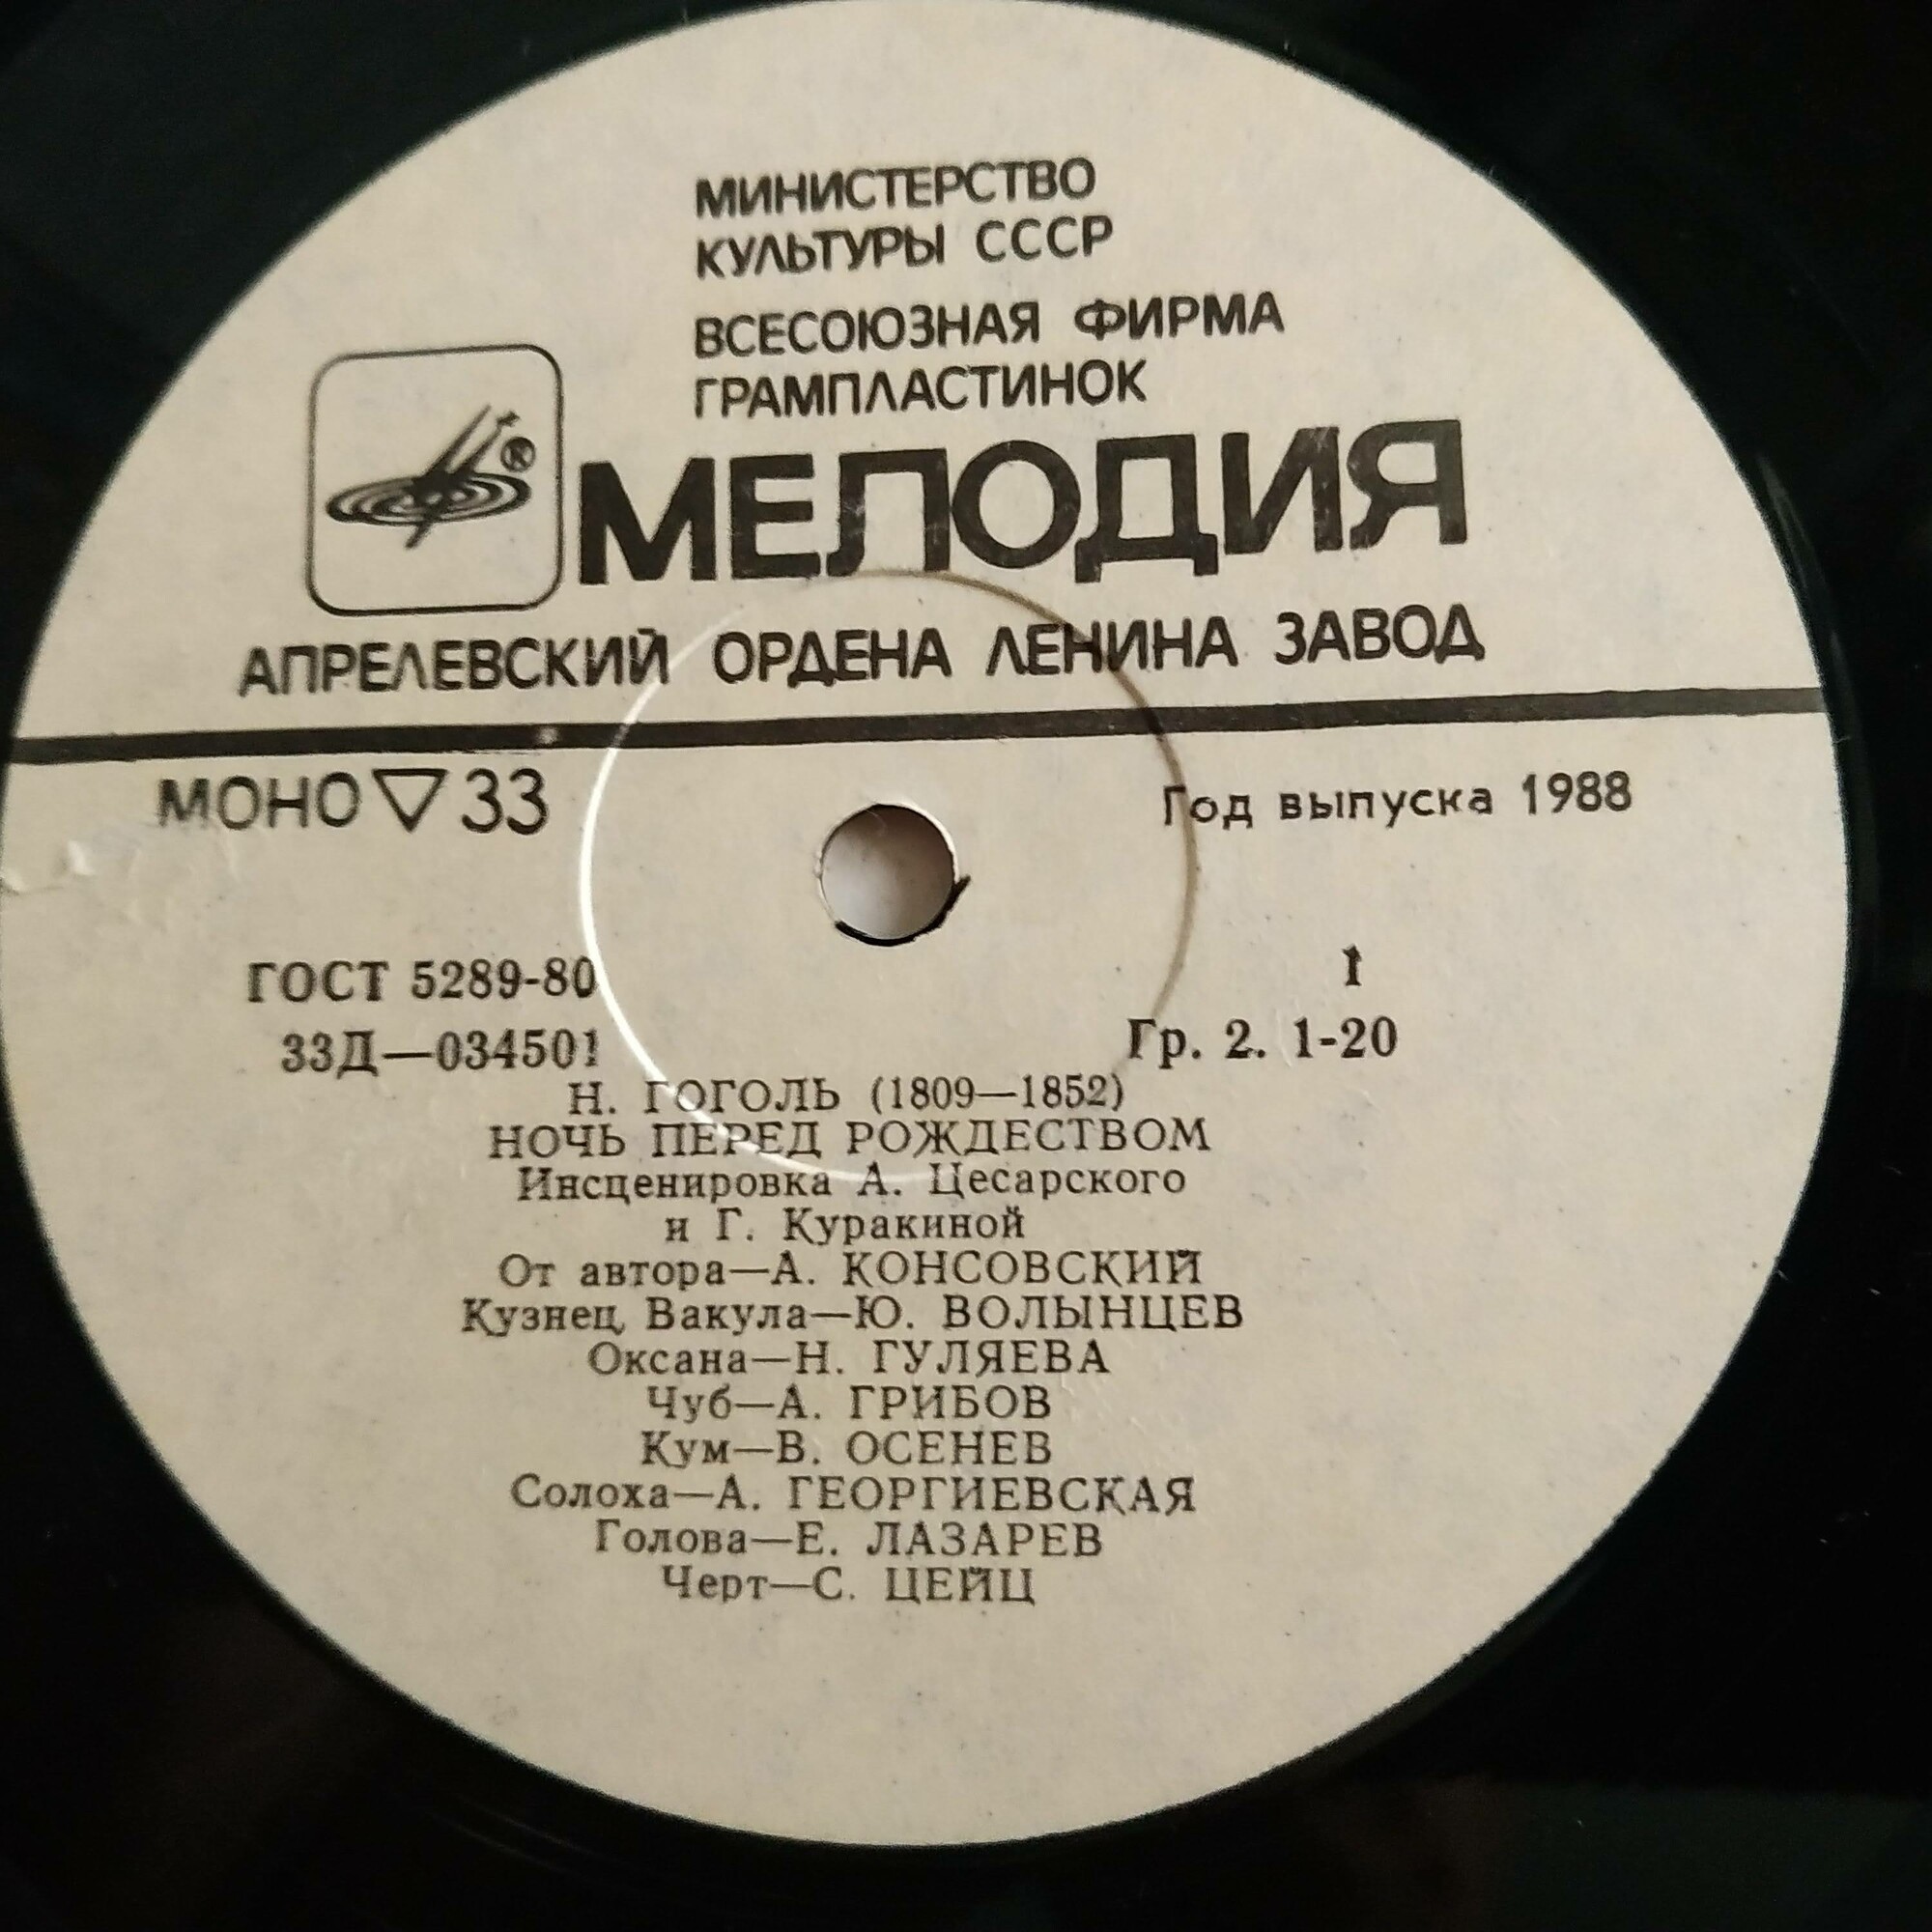 МИНИСТЕРСТВО
КУЛЬТУРЫ СССР
ВСЕСОЮЗНАЯ ФИРМА
ГРАМПЛАСТИНОК
®
МЕЛОДИЯ
АПРЕЛЕВСКИЙ ОРДЕНА ЛЕНИНА ЗАВОД
МОНО ▽ 33
Год выпуска 1988
ГОСТ 5289-80
1
33Д—034501
Гр. 2. 1-20
Н. ГОГОЛЬ (1809—1852)
НОЧЬ ПЕРЕД РОЖДЕСТВОМ
Инсценировка А. Цесарского
и Г. Куракиной
От автора—А. КОНСОВСКИЙ
Кузнец Вакула—Ю. ВОЛЫНЦЕВ
Оксана—Н. ГУЛЯЕВА
Чуб—А. ГРИБОВ
Кум—В. ОСЕНЕВ
Солоха—А. ГЕОРГИЕВСКАЯ
Голова—Е. ЛАЗАРЕВ
Черт—С. ЦЕЙЦ